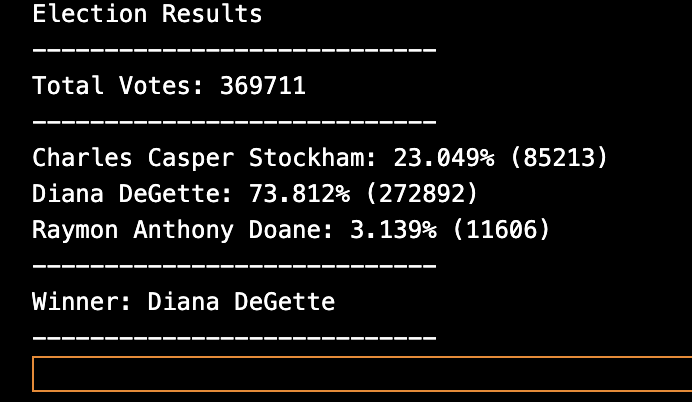 Election Results
----------------------------
Total Votes: 369711
----------------------------
Charles Casper Stockham: 23.049% (85213)
Diana DeGette: 73.812% (272892)
Raymon Anthony Doane: 3.139% (11606)
----------------------------
Winner: Diana DeGette
----------------------------